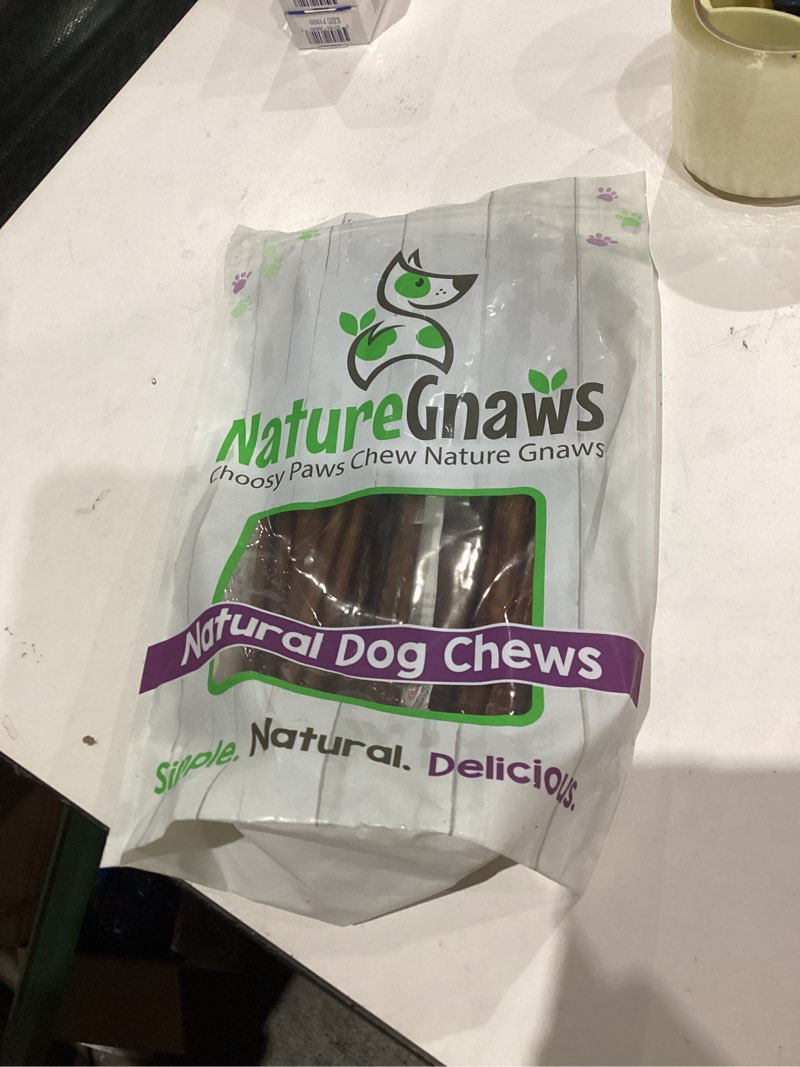 NatureGnaws
Choosy Paws Chew Nature Gnaws
Natural Dog Chews
Simple. Natural. Delicious.